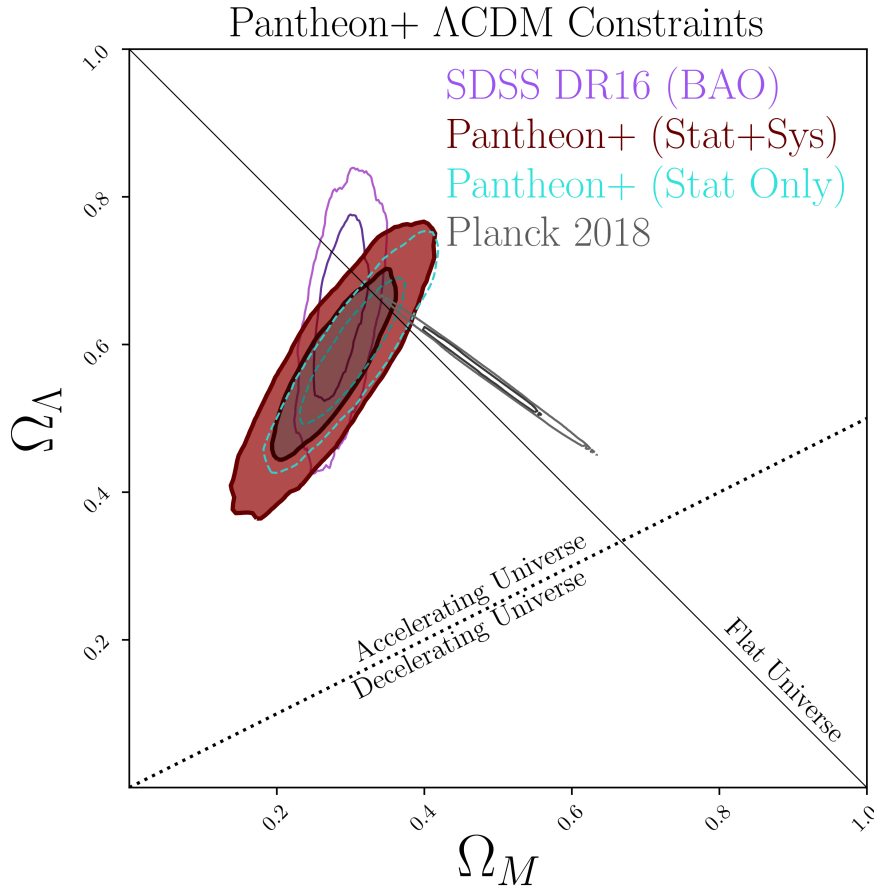 Pantheon+ ΛCDM Constraints
SDSS DR16 (BAO)
Pantheon+ (Stat+Sys)
Pantheon+ (Stat Only)
Planck 2018
1.0
0.8
0.6
0.4
0.2
Ω_Λ
Accelerating Universe
Decelerating Universe
Flat Universe
0.2
0.4
0.6
0.8
1.0
Ω_M